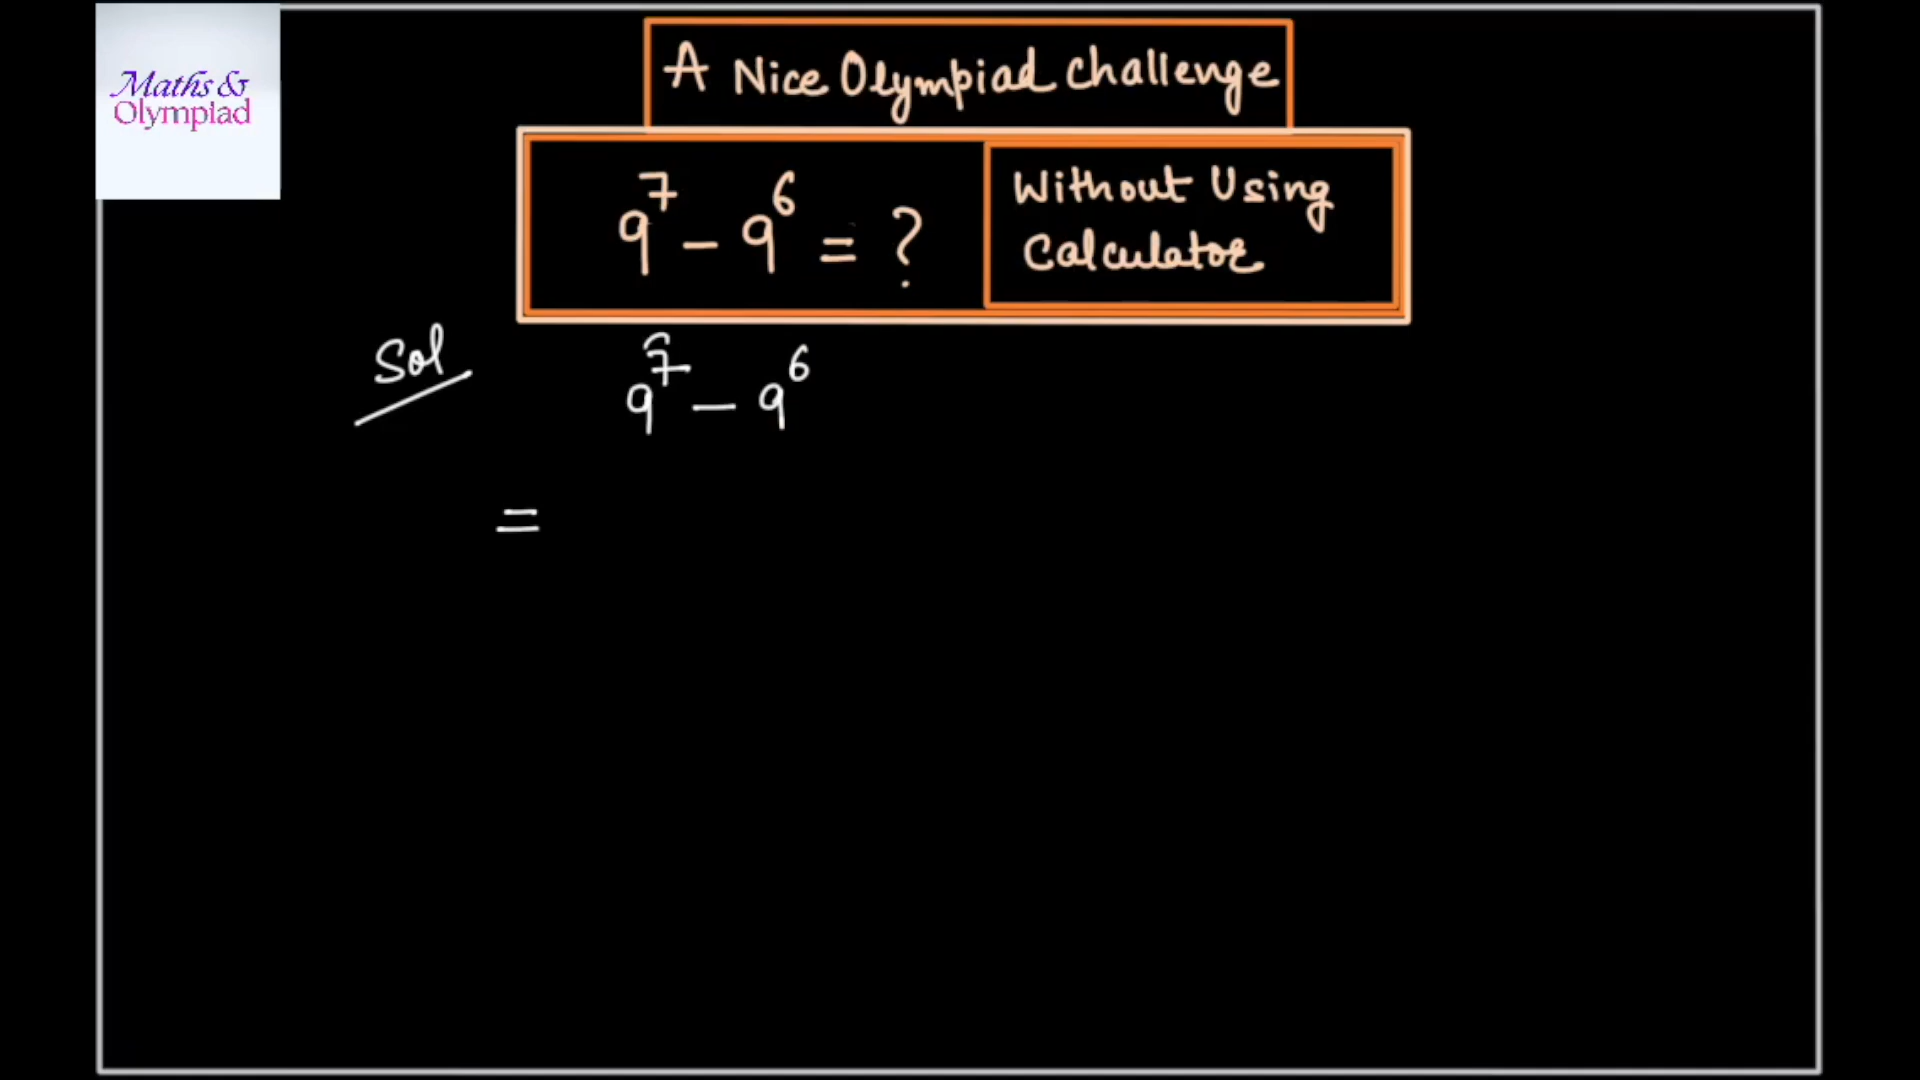 Maths &
Olympiad
A Nice Olympiad Challenge
9⁷ - 9⁶ = ?
Without Using
Calculator
Sol
9⁷ - 9⁶
=